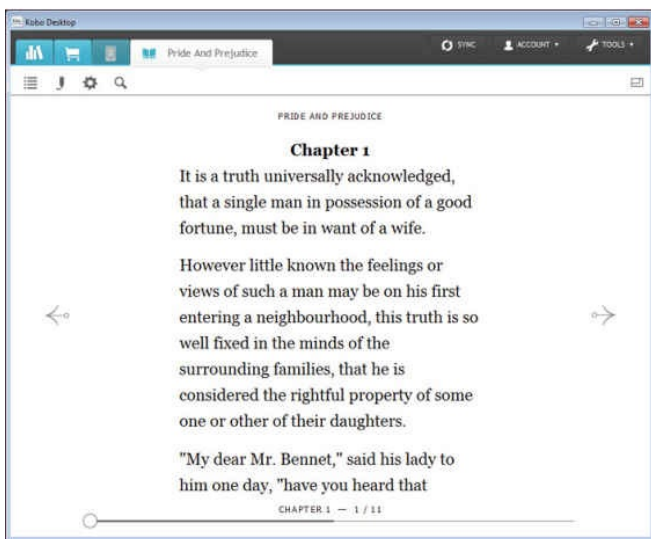 Kobo Desktop
Pride And Prejudice
SYNC
ACCOUNT
TOOLS
PRIDE AND PREJUDICE
Chapter 1
It is a truth universally acknowledged,
that a single man in possession of a good
fortune, must be in want of a wife.
However little known the feelings or
views of such a man may be on his first
entering a neighbourhood, this truth is so
well fixed in the minds of the
surrounding families, that he is
considered the rightful property of some
one or other of their daughters.
"My dear Mr. Bennet," said his lady to
him one day, "have you heard that
CHAPTER 1 — 1 / 11